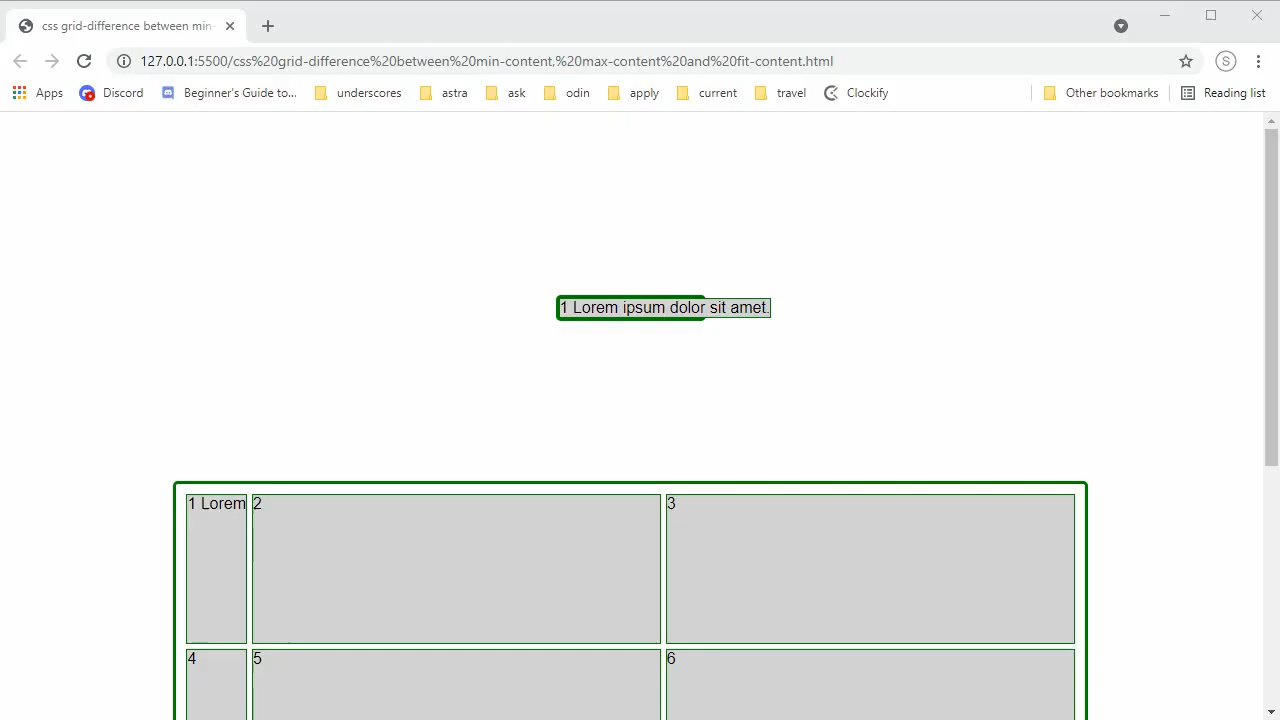 css grid-difference between min-
127.0.0.1:5500/css%20grid-difference%20between%20min-content,%20max-content%20and%20fit-content.html
S
Apps Discord Beginner's Guide to... underscores astra ask odin apply current travel Clockify Other bookmarks Reading list
1 Lorem ipsum dolor sit amet.
1 Lorem 2 3
4 5 6